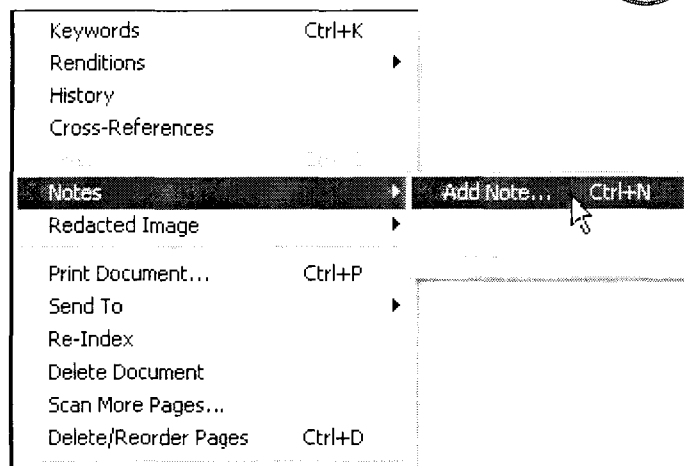 Keywords Ctrl+K
Renditions
History
Cross-References
Notes Add Note... Ctrl+N
Redacted Image
Print Document... Ctrl+P
Send To
Re-Index
Delete Document
Scan More Pages...
Delete/Reorder Pages Ctrl+D